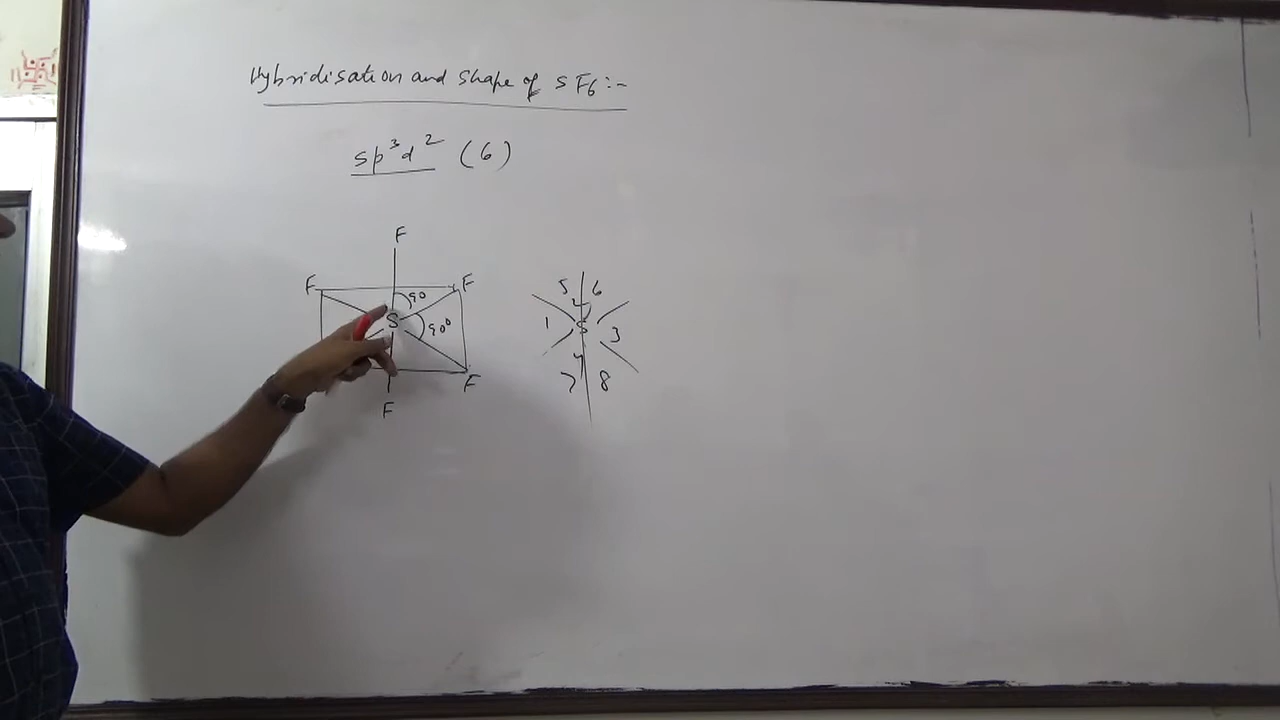 Hybridisation and shape of SF6:-
sp³d² (6)
F
F F
90
S 90°
F
F
5 6
2
1 S 3
4
7 8